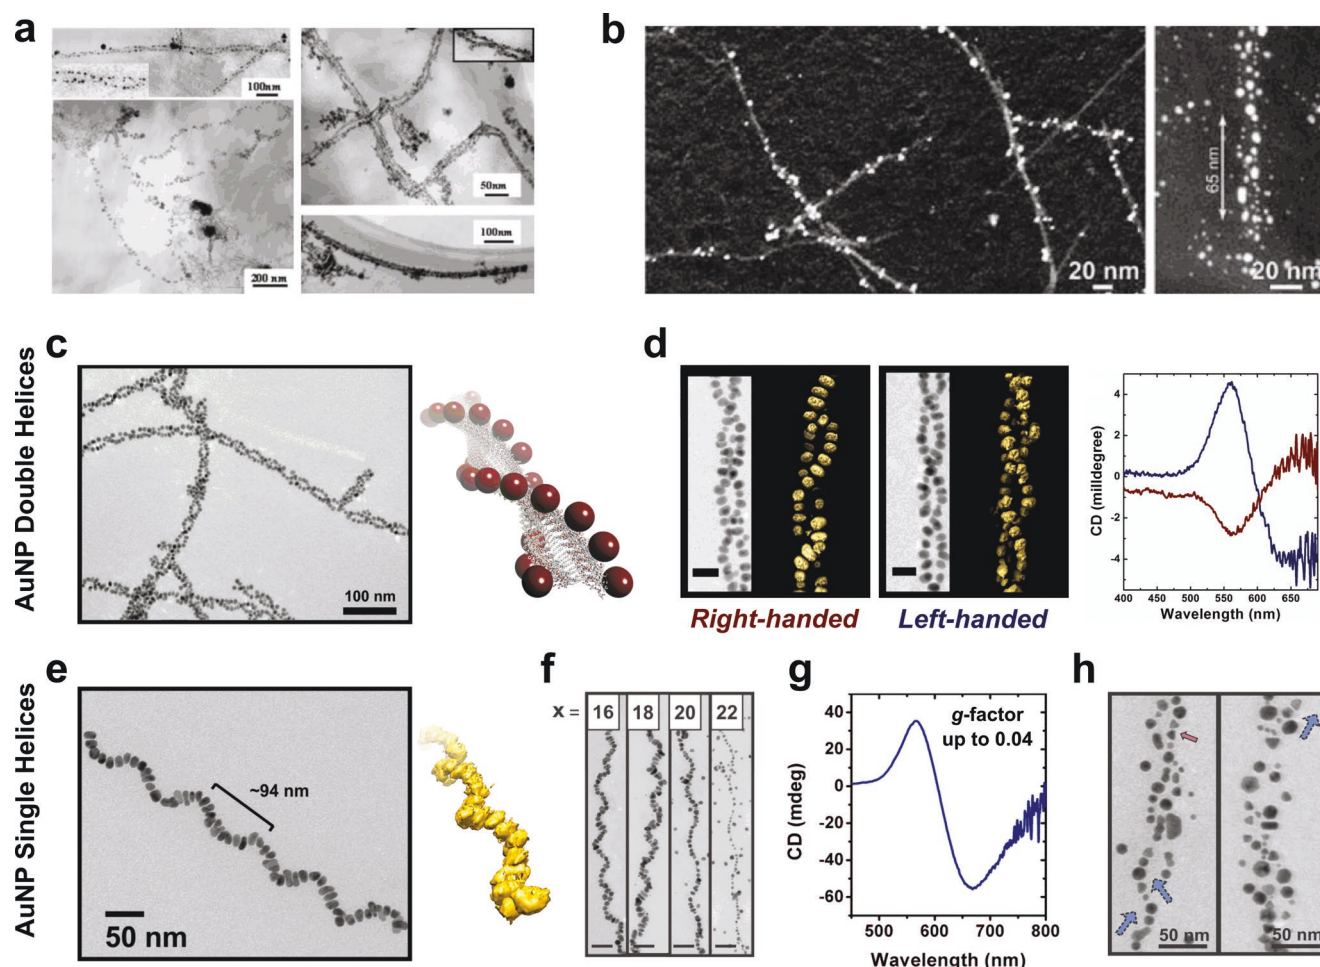 a
100nm
200 nm
50nm
100nm
b
20 nm
65 nm
20 nm
AuNP Double Helices
c
100 nm
d
Right-handed
Left-handed
CD (milldegree)
4
2
0
-2
-4
400 450 500 550 600 650
Wavelength (nm)
AuNP Single Helices
e
~94 nm
50 nm
f
x = 16 18 20 22
g
CD (mdeg)
40
20
0
-20
-40
-60
g-factor
up to 0.04
500 600 700 800
Wavelength (nm)
h
50 nm
50 nm